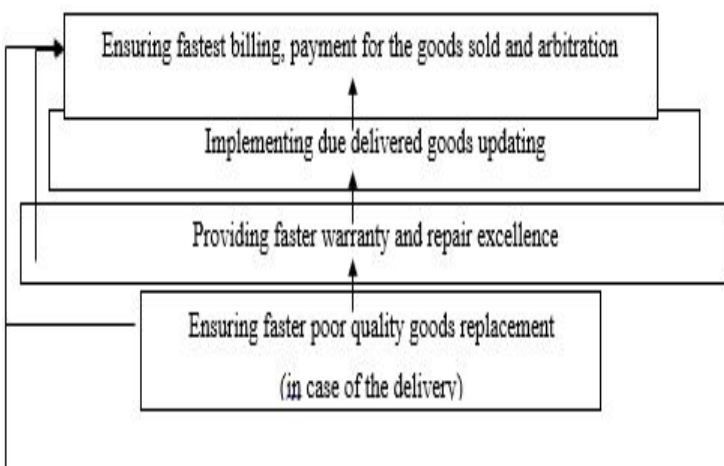 Ensuring fastest billing, payment for the goods sold and arbitration
Implementing due delivered goods updating
Providing faster warranty and repair excellence
Ensuring faster poor quality goods replacement
(in case of the delivery)